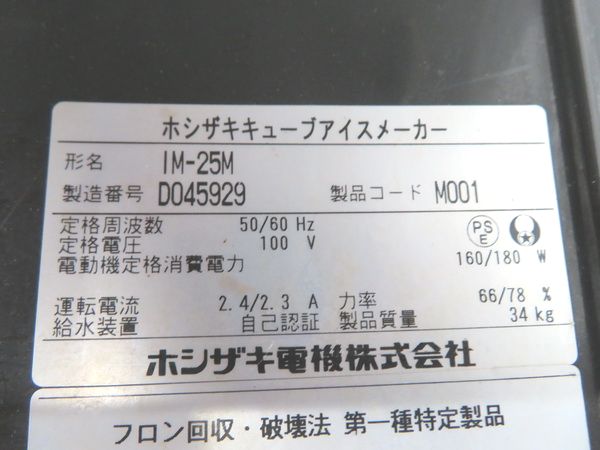 ホシザキキューブアイスメーカー
形名 IM-25M
製造番号 D045929 製品コード M001
定格周波数 50/60 Hz
定格電圧 100 V
PS E
電動機定格消費電力 160/180 W
運転電流 2.4/2.3 A 力率 66/78 %
給水装置 自己認証 製品質量 34 kg
ホシザキ電機株式会社
フロン回収・破壊法 第一種特定製品